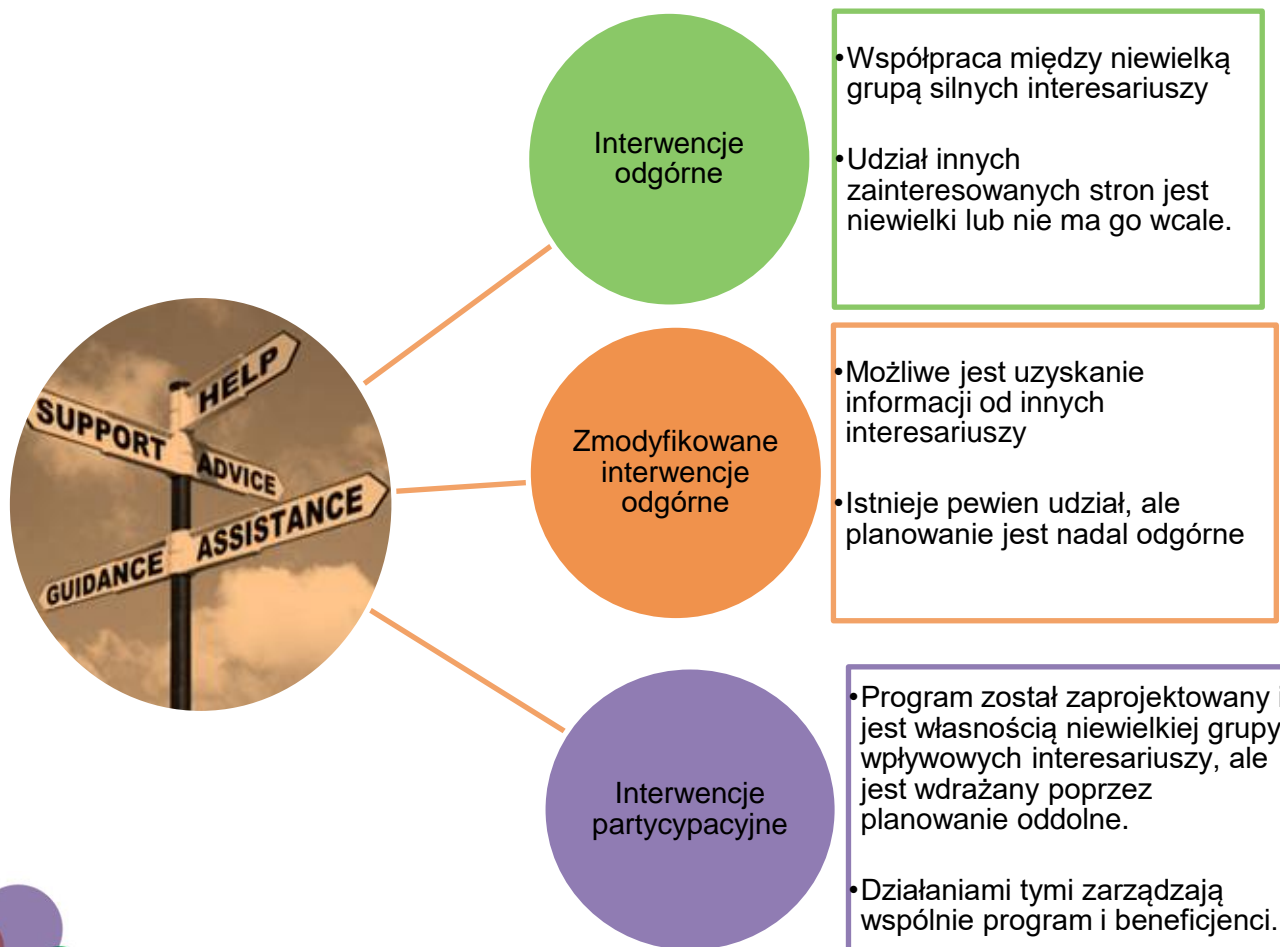 Interwencje
odgórne
•Współpraca między niewielką
grupą silnych interesariuszy
•Udział innych
zainteresowanych stron jest
niewielki lub nie ma go wcale.
HELP
SUPPORT
ADVICE
ASSISTANCE
GUIDANCE
Zmodyfikowane
interwencje
odgórne
•Możliwe jest uzyskanie
informacji od innych
interesariuszy
•Istnieje pewien udział, ale
planowanie jest nadal odgórne
Interwencje
partycypacyjne
•Program został zaprojektowany i
jest własnością niewielkiej grupy
wpływowych interesariuszy, ale
jest wdrażany poprzez
planowanie oddolne.
•Działaniami tymi zarządzają
wspólnie program i beneficjenci.